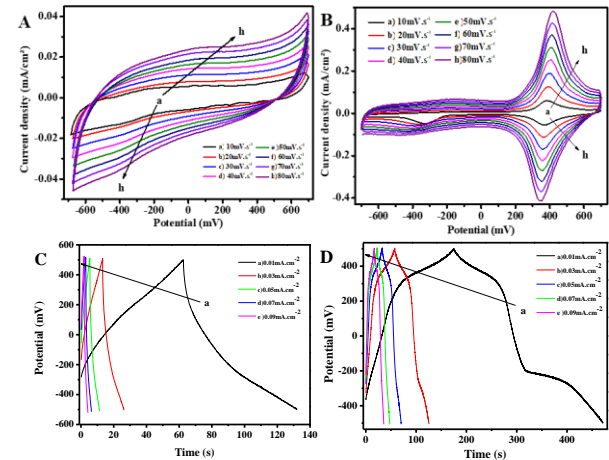 A
h
a
h
a ) 10mV.s⁻¹ e )50mV.s⁻¹
b)20mV.s⁻¹ f) 60mV.s⁻¹
c) 30mV.s⁻¹ g)70mV.s⁻¹
d) 40mV.s⁻¹ h)80mV.s⁻¹
Current density (mA/cm²)
0.04
0.02
0.00
-0.02
-0.04
-600 -400 -200 0 200 400 600
Potential (mV)
B
a) 10mV.s⁻¹ e )50mV.s⁻¹
b) 20mV.s⁻¹ f) 60mV.s⁻¹
c) 30mV.s⁻¹ g)70mV.s⁻¹
d) 40mV.s⁻¹ h)80mV.s⁻¹
h
a
h
Current density (mA/cm²)
0.4
0.2
0.0
-0.2
-0.4
-600 -400 -200 0 200 400 600
Potential (mV)
C
a)0.01mA.cm⁻²
b)0.03mA.cm⁻²
c)0.05mA.cm⁻²
d)0.07mA.cm⁻²
e )0.09mA.cm⁻²
a
Potential (mV)
600
400
200
0
-200
-400
-600
0 20 40 60 80 100 120 140
Time (s)
D
a)0.01mA.cm⁻²
b)0.03mA.cm⁻²
c)0.05mA.cm⁻²
d)0.07mA.cm⁻²
e )0.09mA.cm⁻²
a
Potential (mV)
400
200
0
-200
-400
0 100 200 300 400
Time (s)